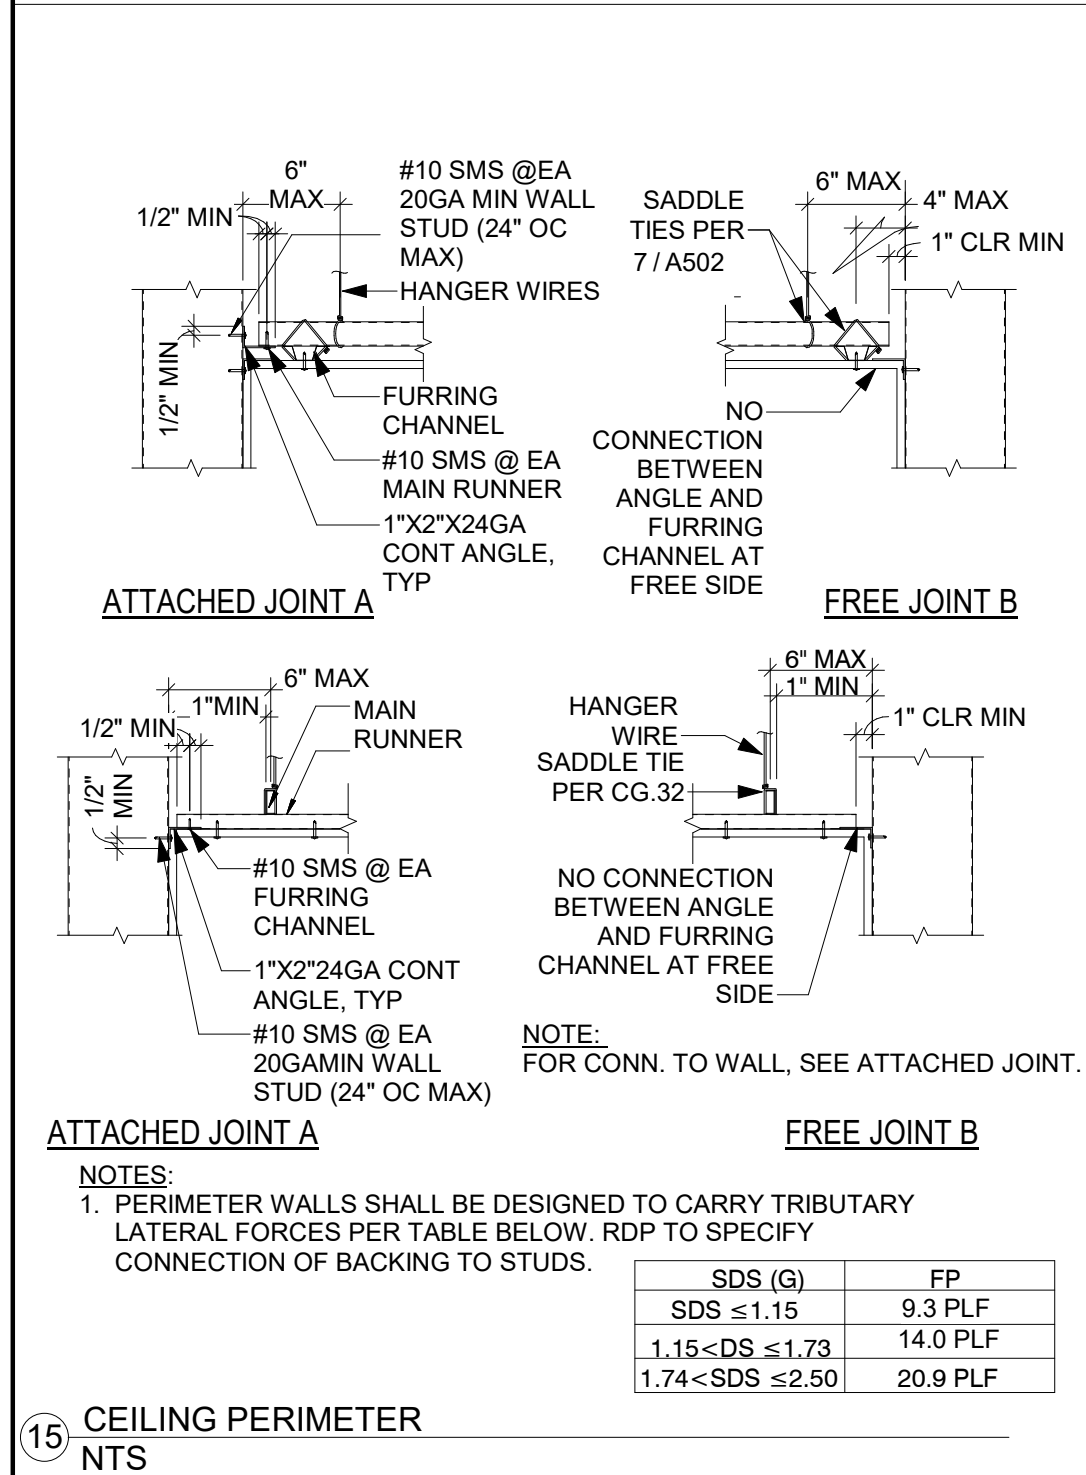 6"
MAX
1/2" MIN
#10 SMS @EA
20GA MIN WALL
STUD (24" OC
MAX)
HANGER WIRES
1/2" MIN
FURRING
CHANNEL
#10 SMS @ EA
MAIN RUNNER
1"X2"X24GA
CONT ANGLE,
TYP
ATTACHED JOINT A
SADDLE
TIES PER
7 / A502
6" MAX
4" MAX
1" CLR MIN
NO
CONNECTION
BETWEEN
ANGLE AND
FURRING
CHANNEL AT
FREE SIDE
FREE JOINT B
6" MAX
1"MIN
1/2" MIN
MAIN
RUNNER
1/2"
MIN
#10 SMS @ EA
FURRING
CHANNEL
1"X2"24GA CONT
ANGLE, TYP
#10 SMS @ EA
20GAMIN WALL
STUD (24" OC MAX)
ATTACHED JOINT A
6" MAX
1" MIN
1" CLR MIN
HANGER
WIRE
SADDLE TIE
PER CG.32
NO CONNECTION
BETWEEN ANGLE
AND FURRING
CHANNEL AT FREE
SIDE
NOTE:
FOR CONN. TO WALL, SEE ATTACHED JOINT.
FREE JOINT B
NOTES:
1. PERIMETER WALLS SHALL BE DESIGNED TO CARRY TRIBUTARY
LATERAL FORCES PER TABLE BELOW. RDP TO SPECIFY
CONNECTION OF BACKING TO STUDS.
SDS (G) FP
SDS ≤1.15 9.3 PLF
1.15<DS ≤1.73 14.0 PLF
1.74<SDS ≤2.50 20.9 PLF
15 CEILING PERIMETER
NTS